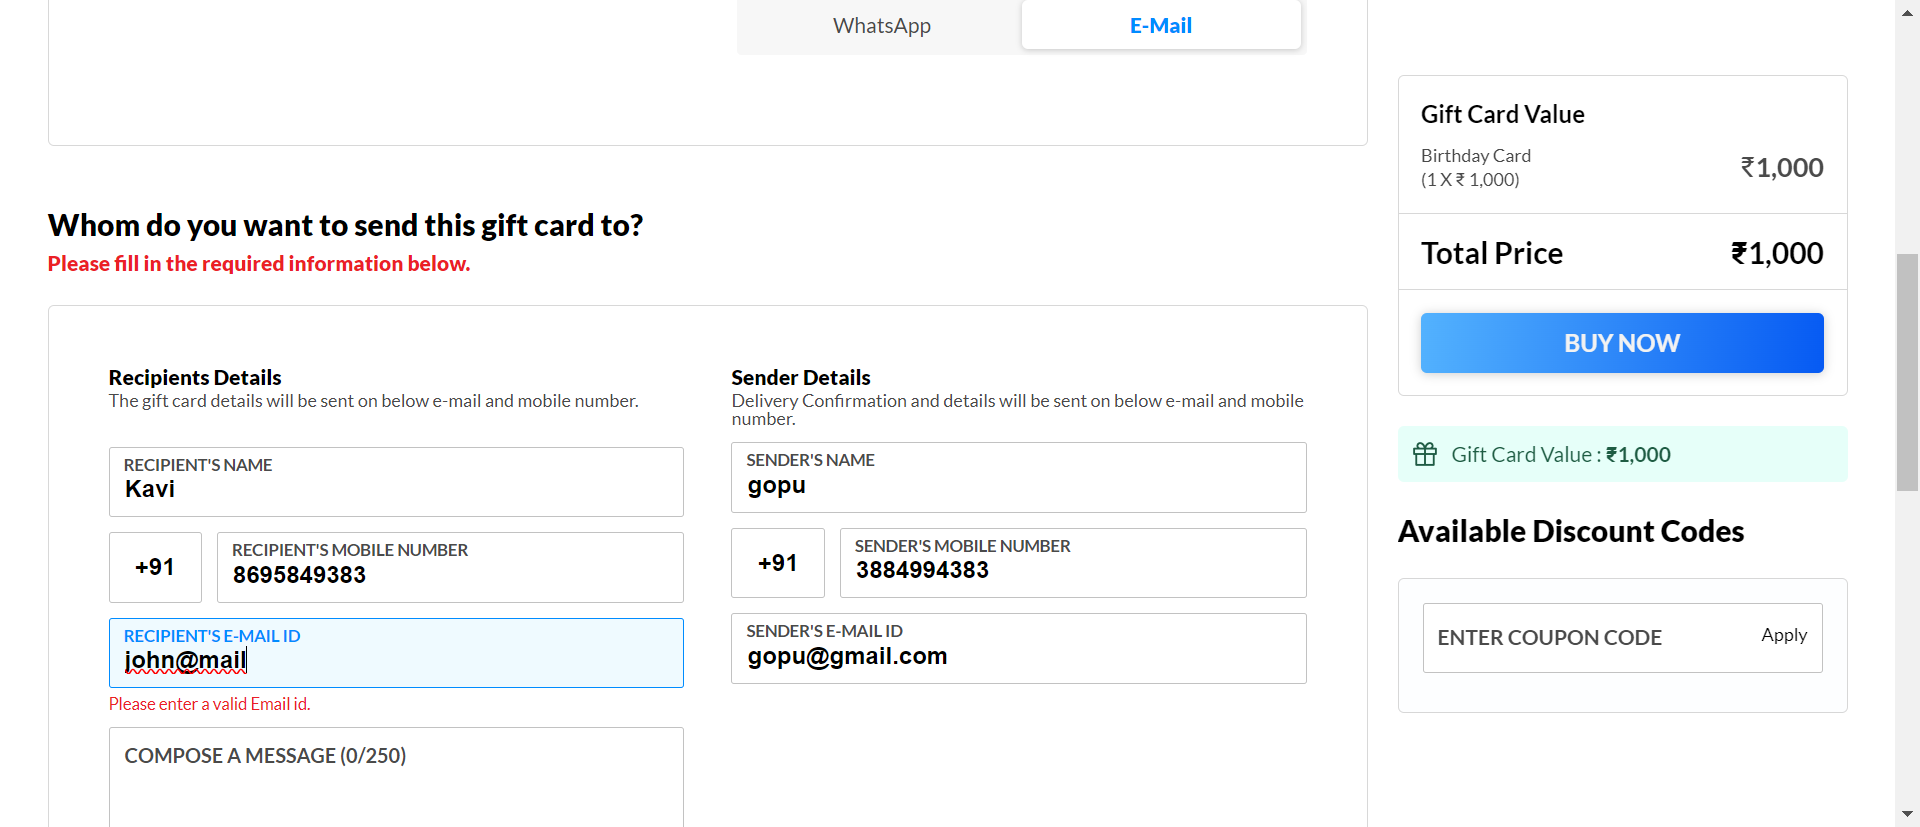 WhatsApp
E-Mail
Whom do you want to send this gift card to?
Please fill in the required information below.
Recipients Details
The gift card details will be sent on below e-mail and mobile number.
RECIPIENT'S NAME
Kavi
+91
RECIPIENT'S MOBILE NUMBER
8695849383
RECIPIENT'S E-MAIL ID
john@mail
Please enter a valid Email id.
COMPOSE A MESSAGE (0/250)
Sender Details
Delivery Confirmation and details will be sent on below e-mail and mobile
number.
SENDER'S NAME
gopu
+91
SENDER'S MOBILE NUMBER
3884994383
SENDER'S E-MAIL ID
gopu@gmail.com
Gift Card Value
Birthday Card
(1 X ₹ 1,000)
₹1,000
Total Price
₹1,000
BUY NOW
Gift Card Value : ₹1,000
Available Discount Codes
ENTER COUPON CODE
Apply